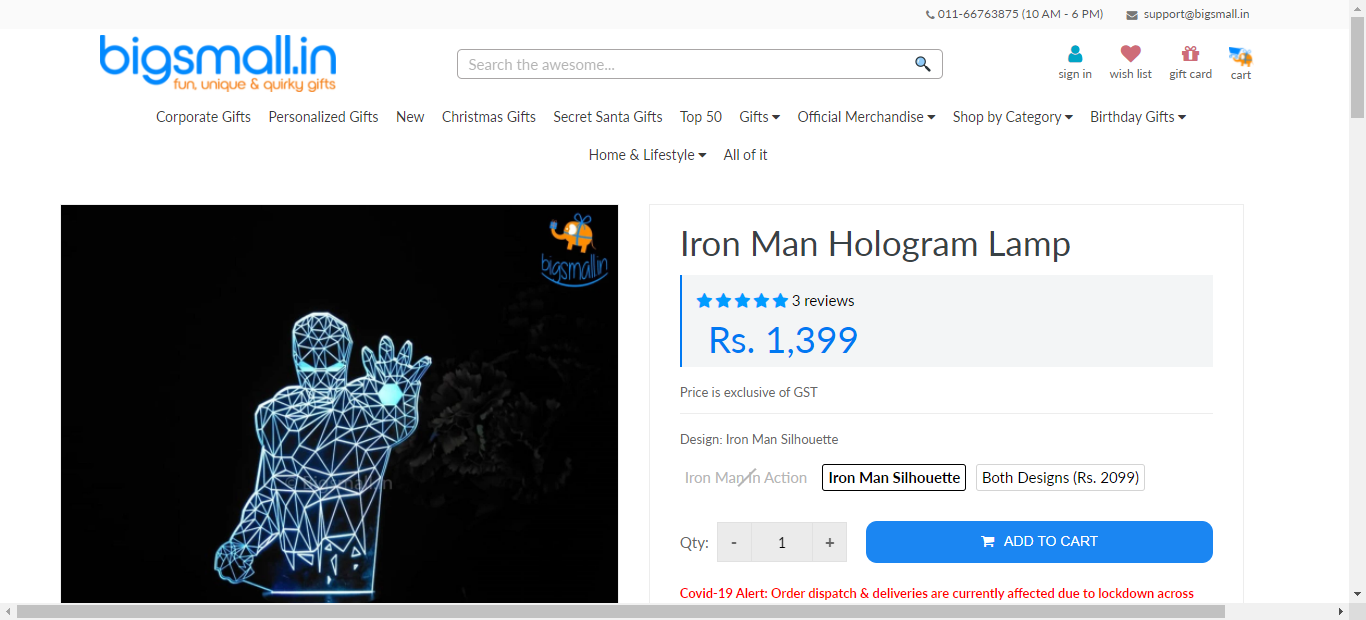 011-66763875 (10 AM - 6 PM) support@bigsmall.in
bigsmall.in
fun, unique & quirky gifts
Search the awesome...
sign in wish list gift card cart
Corporate Gifts Personalized Gifts New Christmas Gifts Secret Santa Gifts Top 50 Gifts Official Merchandise Shop by Category Birthday Gifts
Home & Lifestyle All of it
bigsmall.in
Iron Man Hologram Lamp
3 reviews
Rs. 1,399
Price is exclusive of GST
Design: Iron Man Silhouette
Iron Man In Action Iron Man Silhouette Both Designs (Rs. 2099)
Qty: - 1 + ADD TO CART
Covid-19 Alert: Order dispatch & deliveries are currently affected due to lockdown across